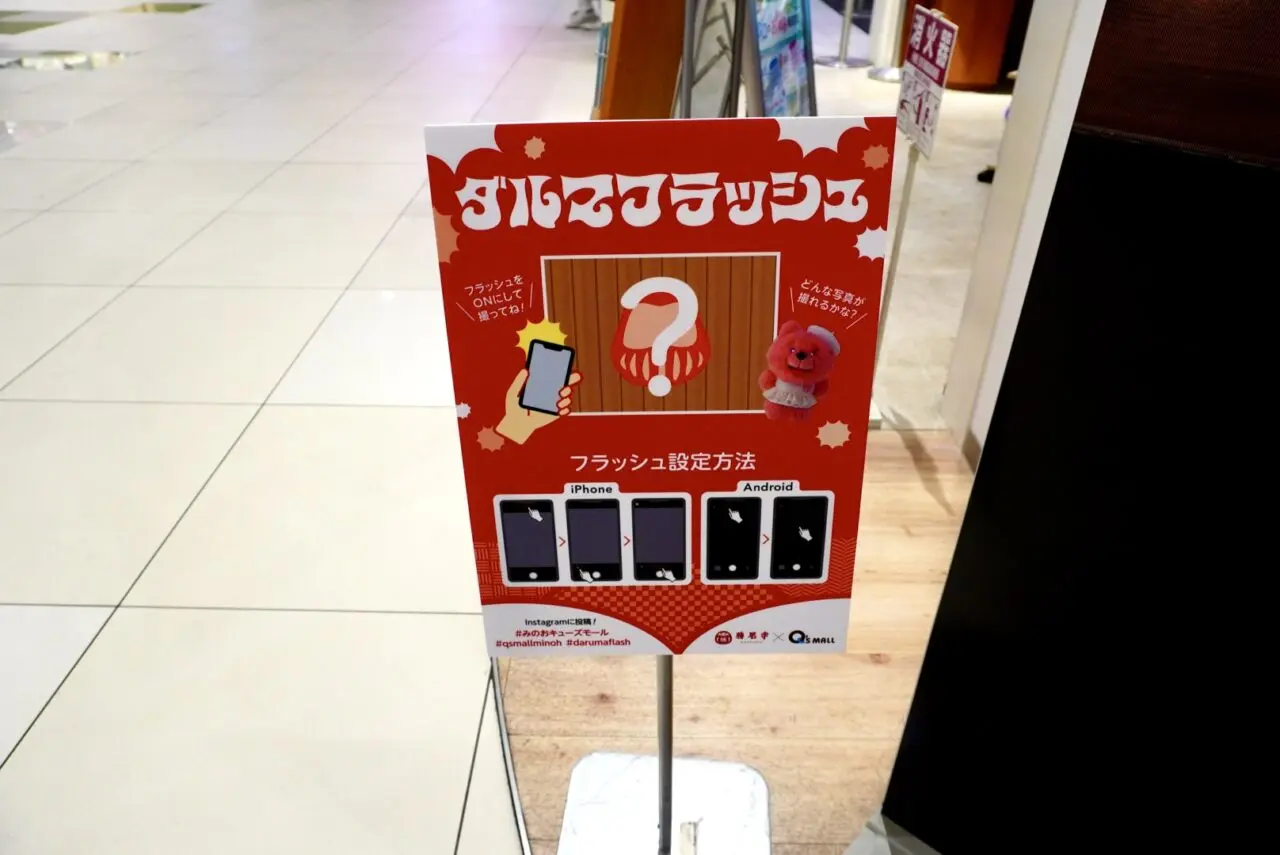 消火器
ダルマフラッシュ
フラッシュを
ONにして
撮ってね!
?
どんな写真が
撮れるかな?
フラッシュ設定方法
iPhone
Android
>
>
>
Instagramに投稿!
#みのおキューズモール
#qsmallminoh #darumaflash
勝尾寺 × Q's MALL